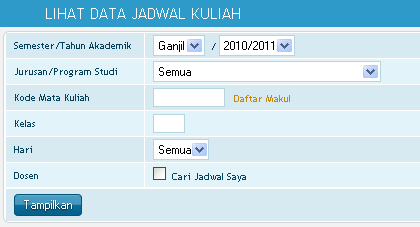 LIHAT DATA JADWAL KULIAH
Semester/Tahun Akademik Ganjil / 2010/2011
Jurusan/Program Studi Semua
Kode Mata Kuliah Daftar Makul
Kelas
Hari Semua
Dosen Cari Jadwal Saya
Tampilkan